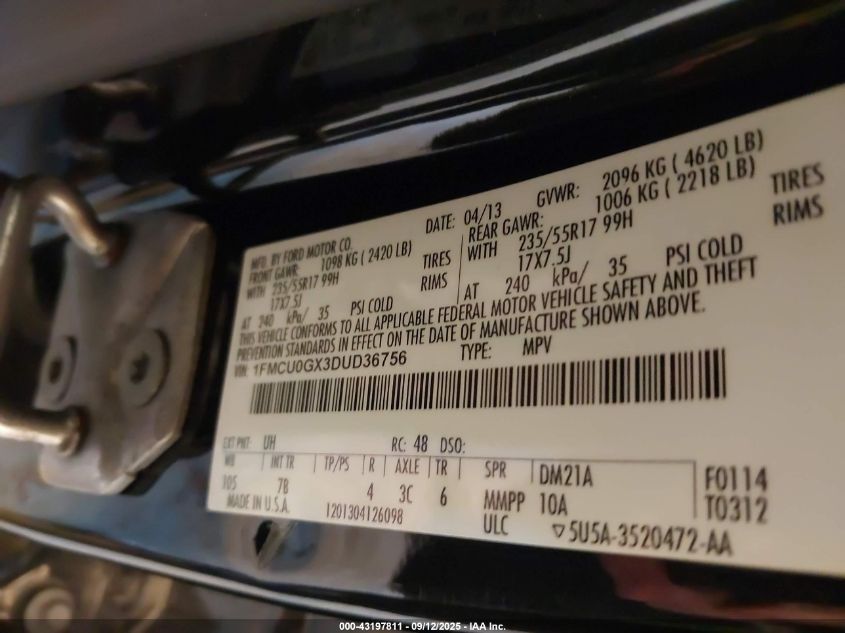 MFD. BY FORD MOTOR CO.
DATE: 04/13 GVWR: 2096 KG ( 4620 LB)
FRONT GAWR: 1098 KG ( 2420 LB)
REAR GAWR: 1006 KG ( 2218 LB)
WITH 235/55R17 99H TIRES
WITH 235/55R17 99H TIRES
17X7.5J RIMS
17X7.5J RIMS
AT 240 kPa/ 35 PSI COLD
AT 240 kPa/ 35 PSI COLD
THIS VEHICLE CONFORMS TO ALL APPLICABLE FEDERAL MOTOR VEHICLE SAFETY AND THEFT
PREVENTION STANDARDS IN EFFECT ON THE DATE OF MANUFACTURE SHOWN ABOVE.
VIN: 1FMCU0GX3DUD36756 TYPE: MPV
EXT PNT: UH RC: 48 DSO:
WB INT TR TP/PS R AXLE TR SPR DM21A F0114
105 7B 4 3C 6 MMPP 10A T0312
MADE IN U.S.A. 1201304126098 ULC ▽5U5A-3520472-AA
000-43197811 - 09/12/2025 - IAA Inc.